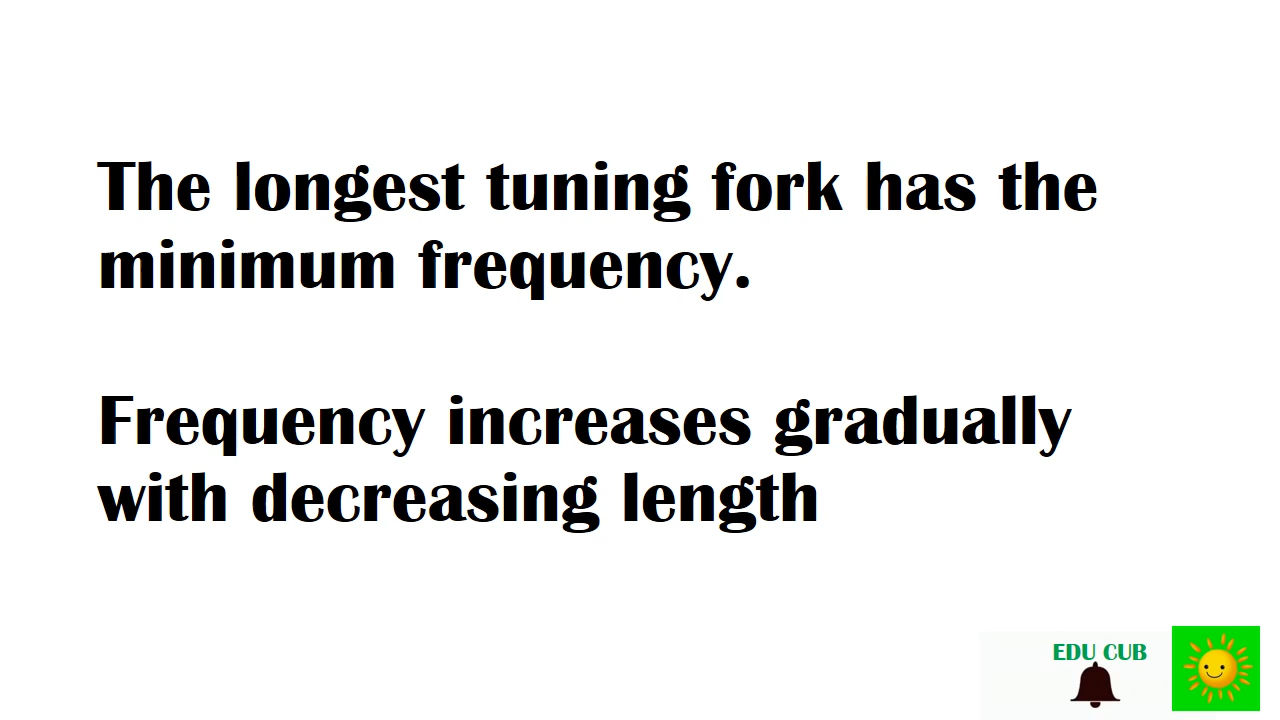 The longest tuning fork has the
minimum frequency.
Frequency increases gradually
with decreasing length
EDU CUB